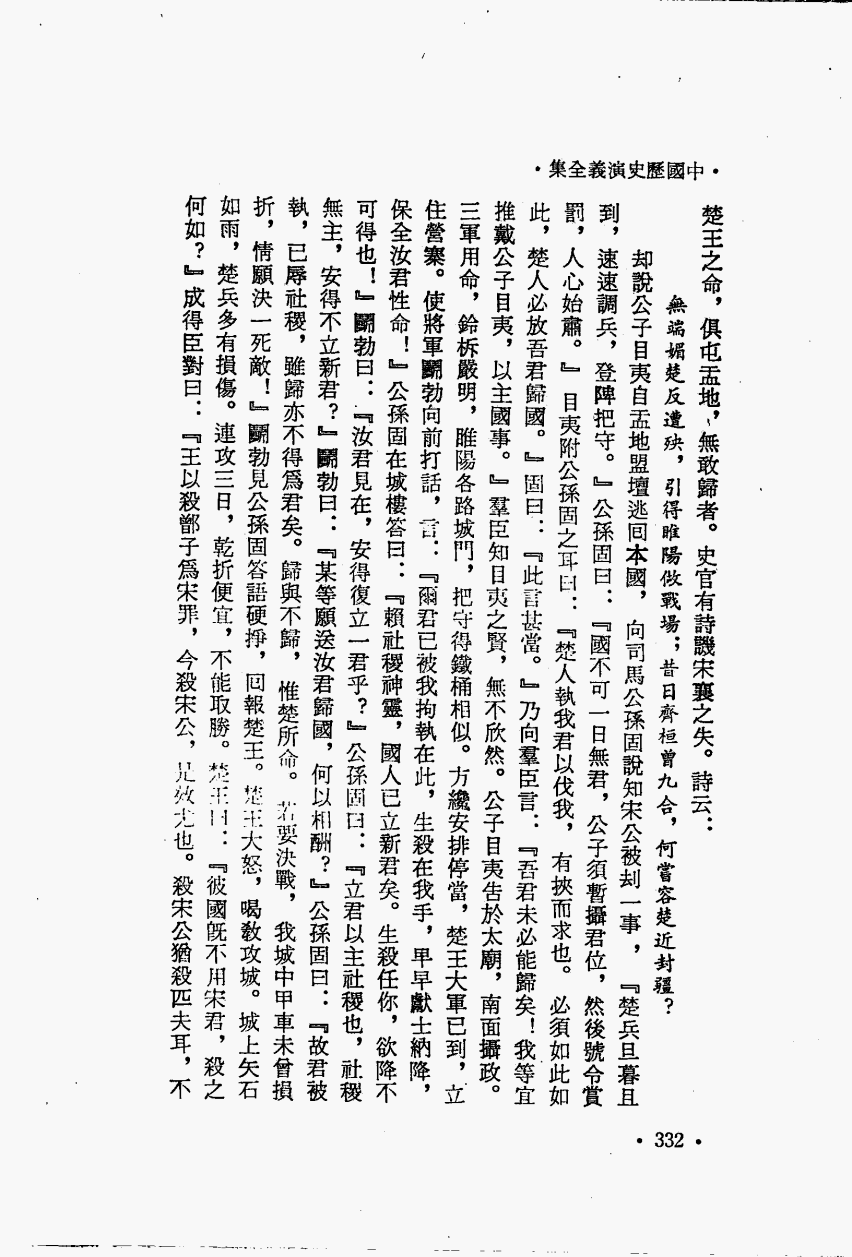 ·中國歷史演義全集·
楚王之命，俱屯盂地，無敢歸者。史官有詩譏宋襄之失。詩云：
無端媚楚反遭殃，引得睢陽做戰場；昔日齊桓曾九合，何嘗容楚近封疆？
却說公子目夷自盂地盟壇逃回本國，向司馬公孫固說知宋公被刦一事，『楚兵旦暮且
到，速速調兵，登陴把守。』公孫固曰：『國不可一日無君，公子須暫攝君位，然後號令賞
罰，人心始肅。』目夷附公孫固之耳曰：『楚人執我君以伐我，有挾而求也。必須如此如
此，楚人必放吾君歸國。』固曰：『此言甚當。』乃向羣臣言：『吾君未必能歸矣！我等宜
推戴公子目夷，以主國事。』羣臣知目夷之賢，無不欣然。公子目夷告於太廟，南面攝政。
三軍用命，鈴柝嚴明，睢陽各路城門，把守得鐵桶相似。方纔安排停當，楚王大軍已到，立
住營寨。使將軍鬭勃向前打話，言：『爾君已被我拘執在此，生殺在我手，早早獻土納降，
保全汝君性命！』公孫固在城樓答曰：『賴社稷神靈，國人已立新君矣。生殺任你，欲降不
可得也！』鬭勃曰：『汝君見在，安得復立一君乎？』公孫固曰：『立君以主社稷也，社稷
無主，安得不立新君？』鬭勃曰：『某等願送汝君歸國，何以相酬？』公孫固曰：『故君被
執，已辱社稷，雖歸亦不得爲君矣。歸與不歸，惟楚所命。若要決戰，我城中甲車未曾損
折，情願決一死敵！』鬭勃見公孫固答語硬掙，回報楚王。楚王大怒，喝教攻城。城上矢石
如雨，楚兵多有損傷。連攻三日，乾折便宜，不能取勝。楚王曰：『彼國既不用宋君，殺之
何如？』成得臣對曰：『王以殺鄫子爲宋罪，今殺宋公，是效尤也。殺宋公猶殺匹夫耳，不
·332·